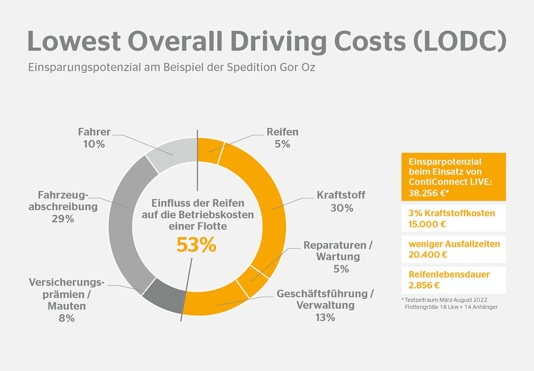 Lowest Overall Driving Costs (LODC)
Einsparungspotenzial am Beispiel der Spedition Gor Oz
Fahrer
10%
Reifen
5%
Fahrzeug-
abschreibung
29%
Einfluss der Reifen
auf die Betriebskosten
einer Flotte
53%
Kraftstoff
30%
Reparaturen /
Wartung
5%
Versicherungs-
prämien /
Mauten
8%
Geschäftsführung /
Verwaltung
13%
Einsparpotenzial
beim Einsatz von
ContiConnect LIVE:
38.256 €*
3% Kraftstoffkosten
15.000 €
weniger Ausfallzeiten
20.400 €
Reifenlebensdauer
2.856 €
* Testzeitraum März-August 2022
Flottengröße 18 Lkw + 14 Anhänger